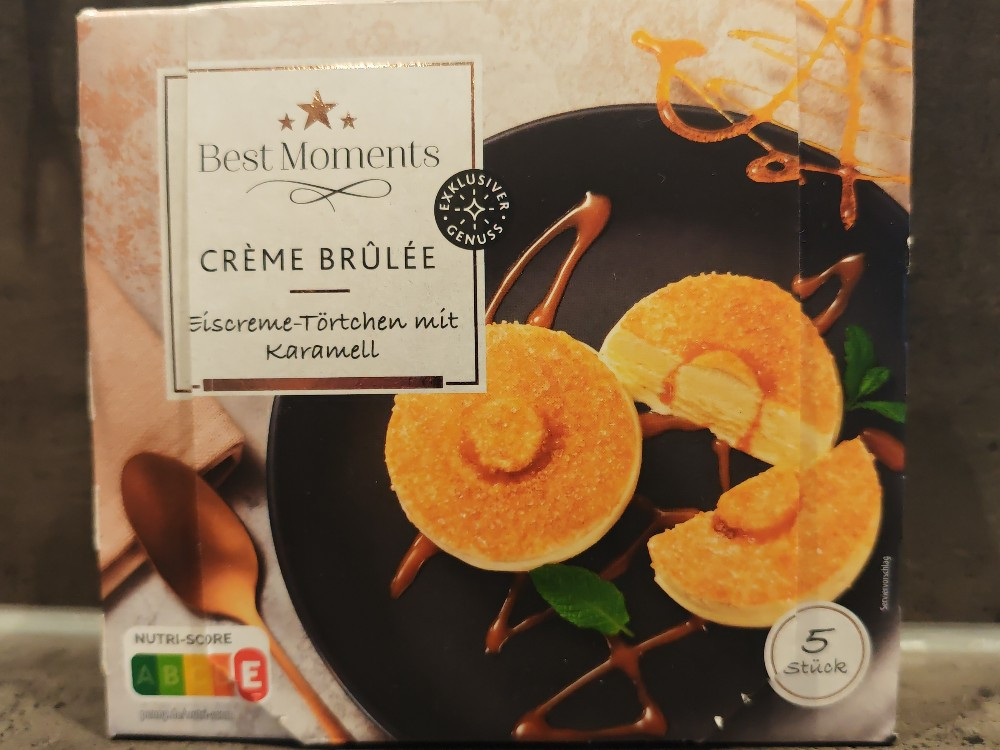 Best Moments
EXKLUSIVER
GENUSS
CRÈME BRÛLÉE
Eiscreme-Törtchen mit
Karamell
Serviervorschlag
NUTRI-SCORE
A B C D E
5
Stück